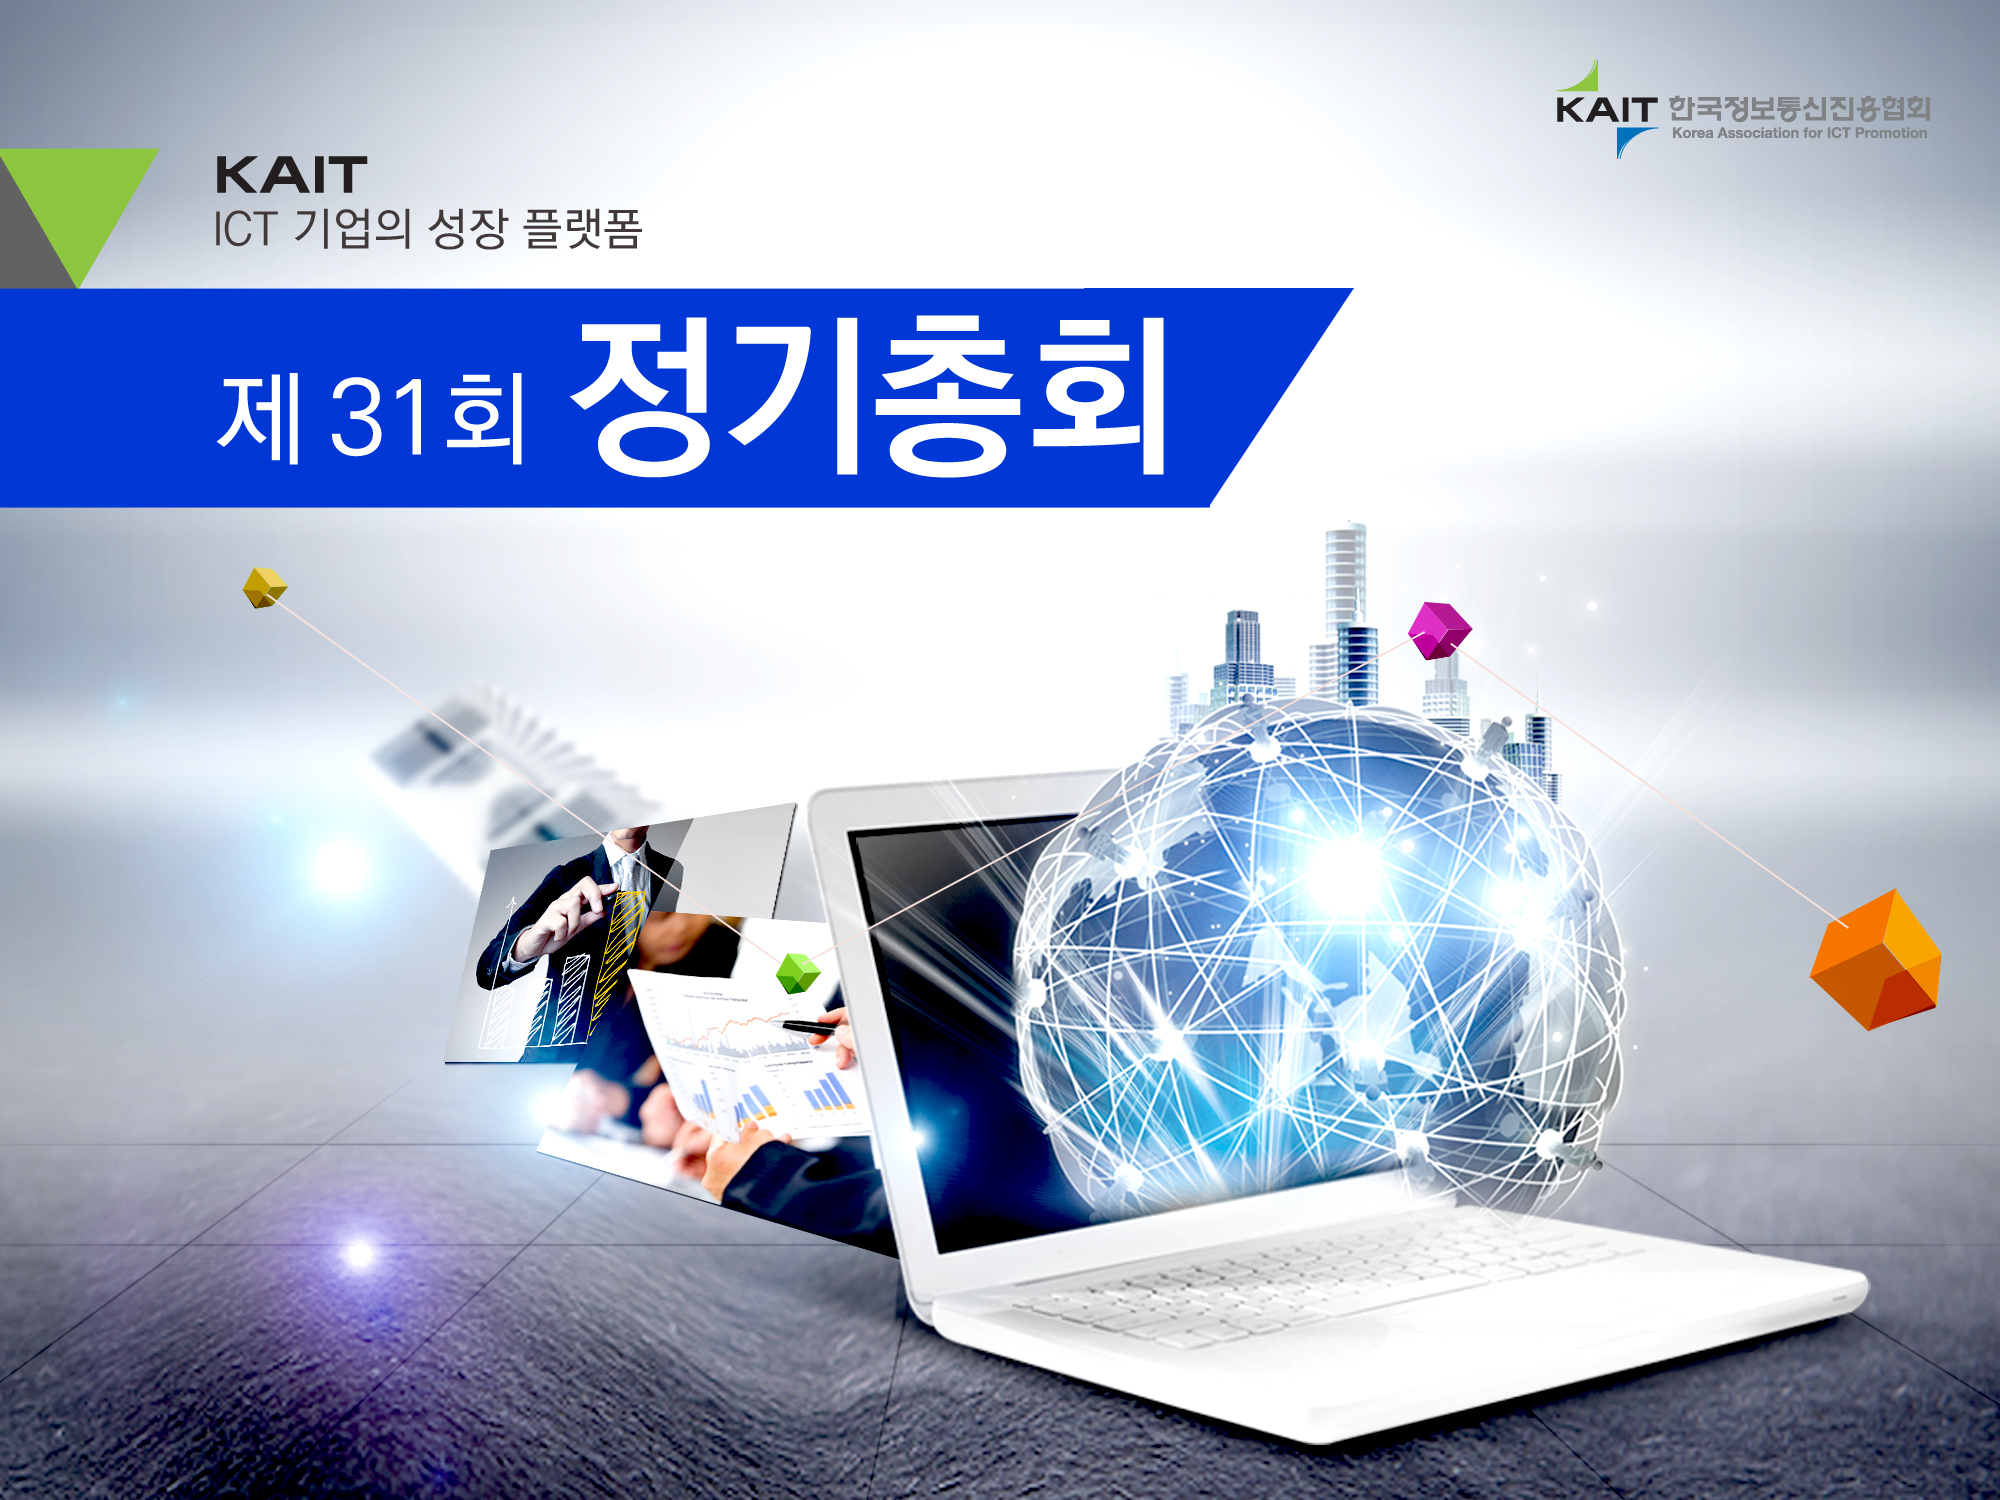 KAIT 한국정보통신진흥협회
Korea Association for ICT Promotion
KAIT
ICT 기업의 성장 플랫폼
제 31회 정기총회